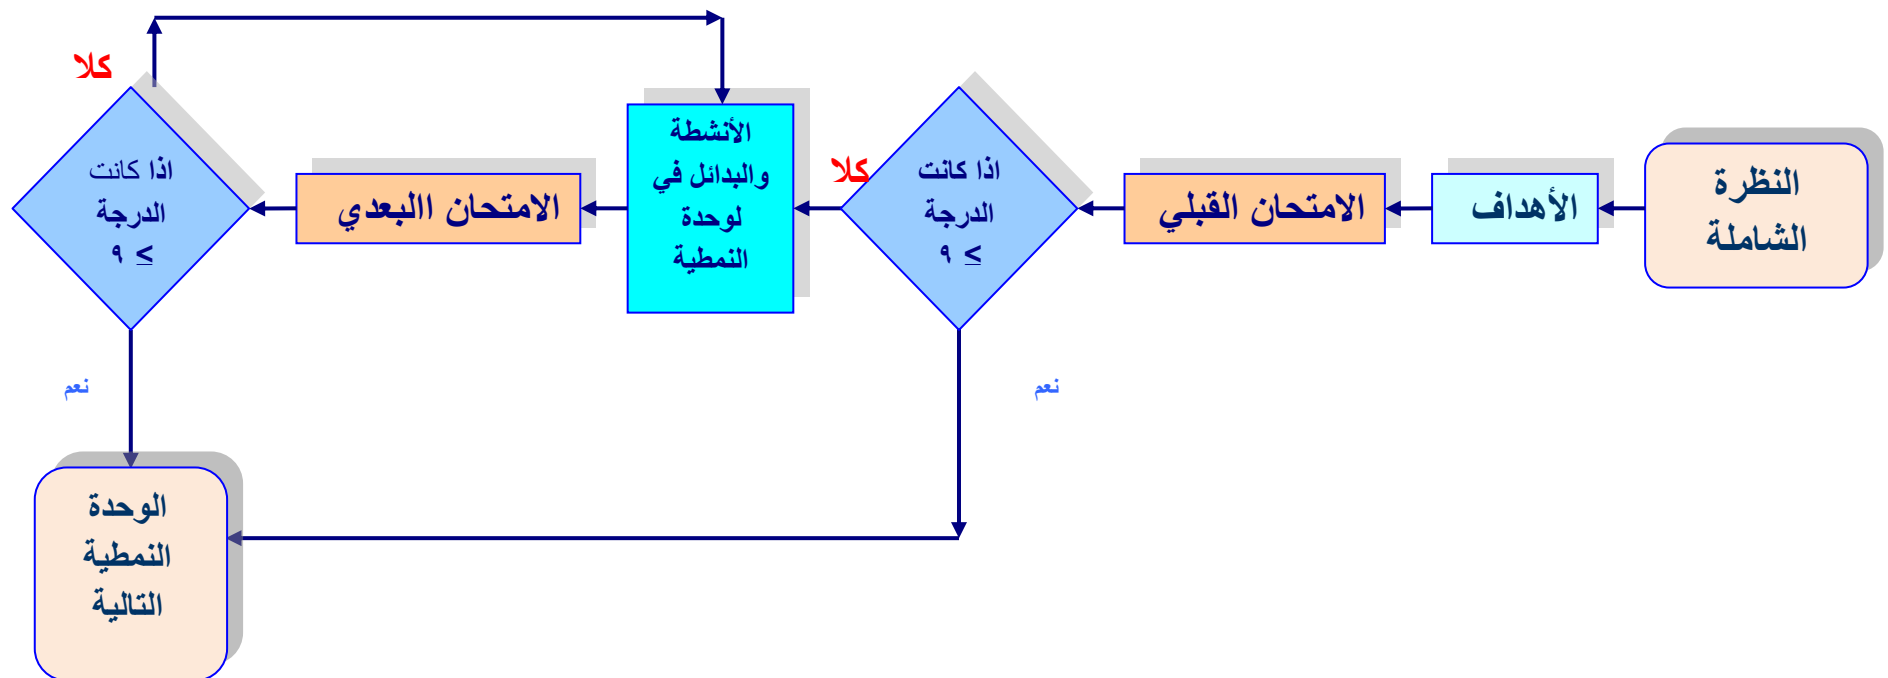 النظرة
الشاملة
الأهداف
الامتحان القبلي
اذا كانت
الدرجة
≥ ٩
كلا
نعم
الأنشطة
والبدائل في
لوحدة
النمطية
الامتحان االبعدي
اذا كانت
الدرجة
≥ ٩
كلا
نعم
الوحدة
النمطية
التالية